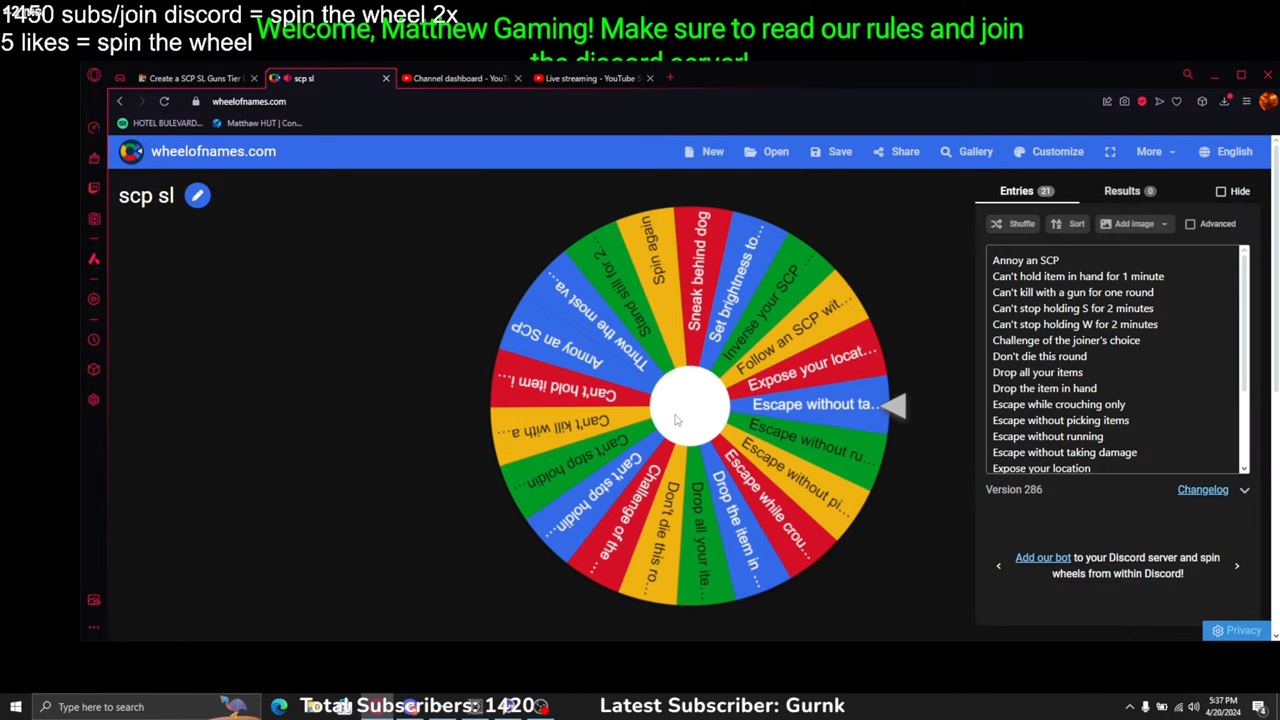 1450 subs/join discord = spin the wheel 2x
5 likes = spin the wheel
Welcome, Matthew Gaming! Make sure to read our rules and join
the discord server!
Create a SCP SL Guns Tier L
scp sl
Channel dashboard - YouT
Live streaming - YouTube S
wheelofnames.com
HOTEL BULEVARD...
Matthaw HUT | Con...
wheelofnames.com
New
Open
Save
Share
Gallery
Customize
More
English
scp sl
Entries 21
Results 0
Hide
Shuffle
Sort
Add image
Advanced
Annoy an SCP
Can't hold item in hand for 1 minute
Can't kill with a gun for one round
Can't stop holding S for 2 minutes
Can't stop holding W for 2 minutes
Challenge of the joiner's choice
Don't die this round
Drop all your items
Drop the item in hand
Escape while crouching only
Escape without picking items
Escape without running
Escape without taking damage
Expose your location
Spin again
Sneak behind dog
Set brightness to...
Inverse your SCP ...
Follow an SCP wit...
Expose your locat...
Escape without ta...
Escape without ru...
Escape without pi...
Escape while crou...
Drop the item in ...
Drop all your ite...
Don't die this ro...
Challenge of the ...
Can't stop holdin...
Can't stop holdin...
Can't kill with a ...
Can't hold item i...
Annoy an SCP
Throw the most va...
Stand still for 2...
Version 286
Changelog
Add our bot to your Discord server and spin
wheels from within Discord!
Privacy
Type here to search
Total Subscribers: 1420
Latest Subscriber: Gurnk
5:37 PM
4/20/2024
4